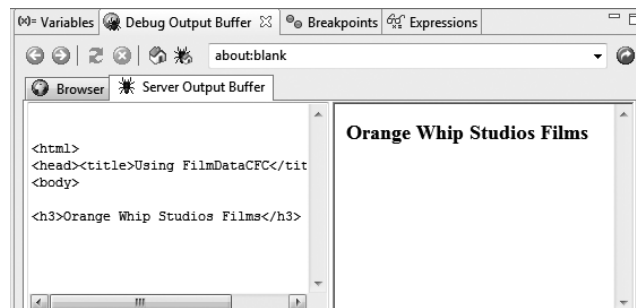 (x)= Variables Debug Output Buffer Breakpoints Expressions
about:blank
Browser Server Output Buffer
<html>
<head><title>Using FilmDataCFC</tit
<body>
<h3>Orange Whip Studios Films</h3>
Orange Whip Studios Films